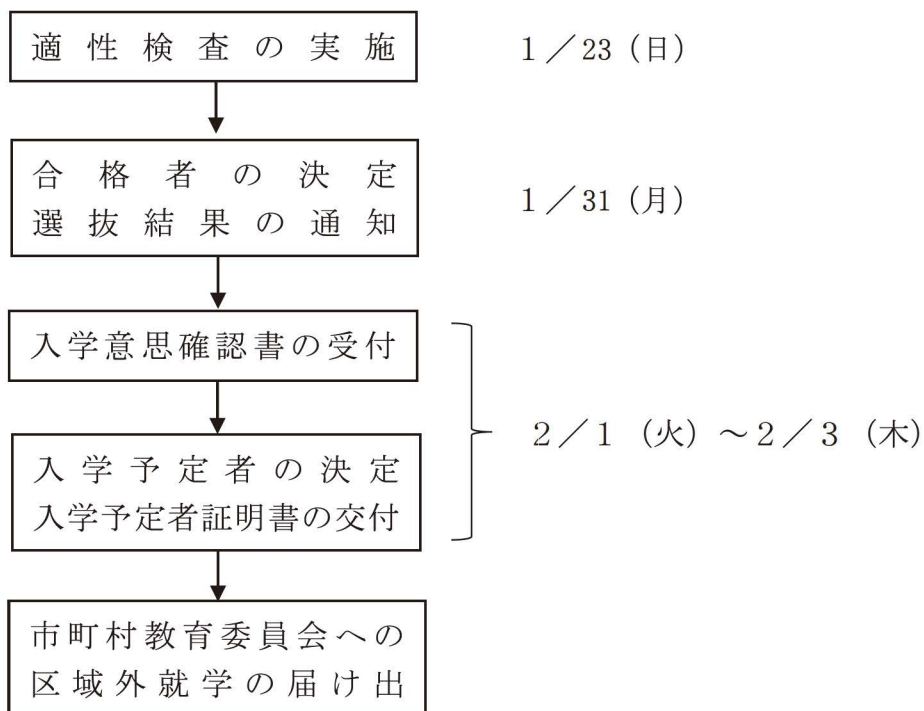 適性検査の実施
1／23（日）
合格者の決定
選抜結果の通知
1／31（月）
入学意思確認書の受付
入学予定者の決定
入学予定者証明書の交付
2／1（火）～2／3（木）
市町村教育委員会への
区域外就学の届け出